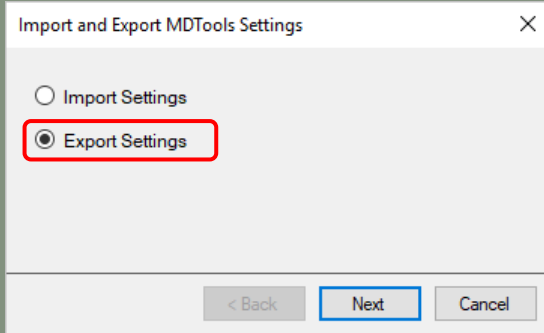 Import and Export MDTools Settings
Import Settings
Export Settings
< Back Next Cancel